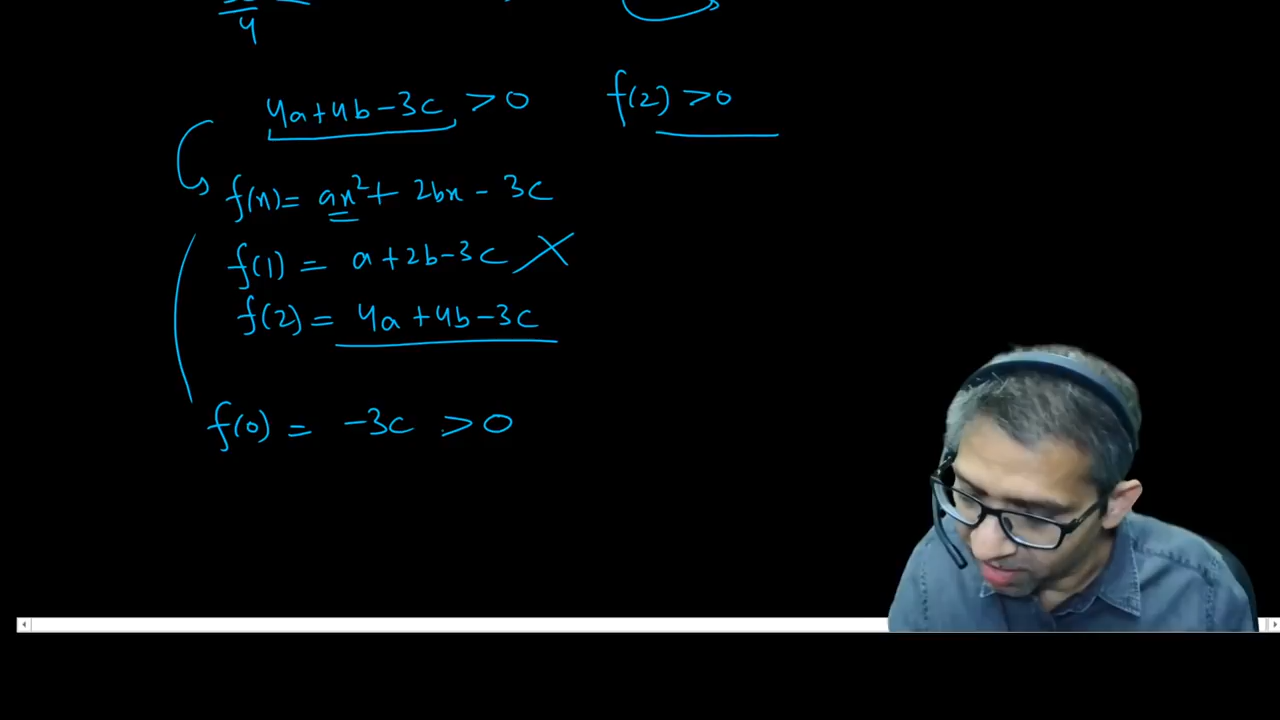 4
4a+4b-3c > 0 f(2) > 0
f(x) = ax²+ 2bx - 3c
f(1) = a+2b-3c ✗
f(2) = 4a+4b-3c
f(0) = -3c > 0